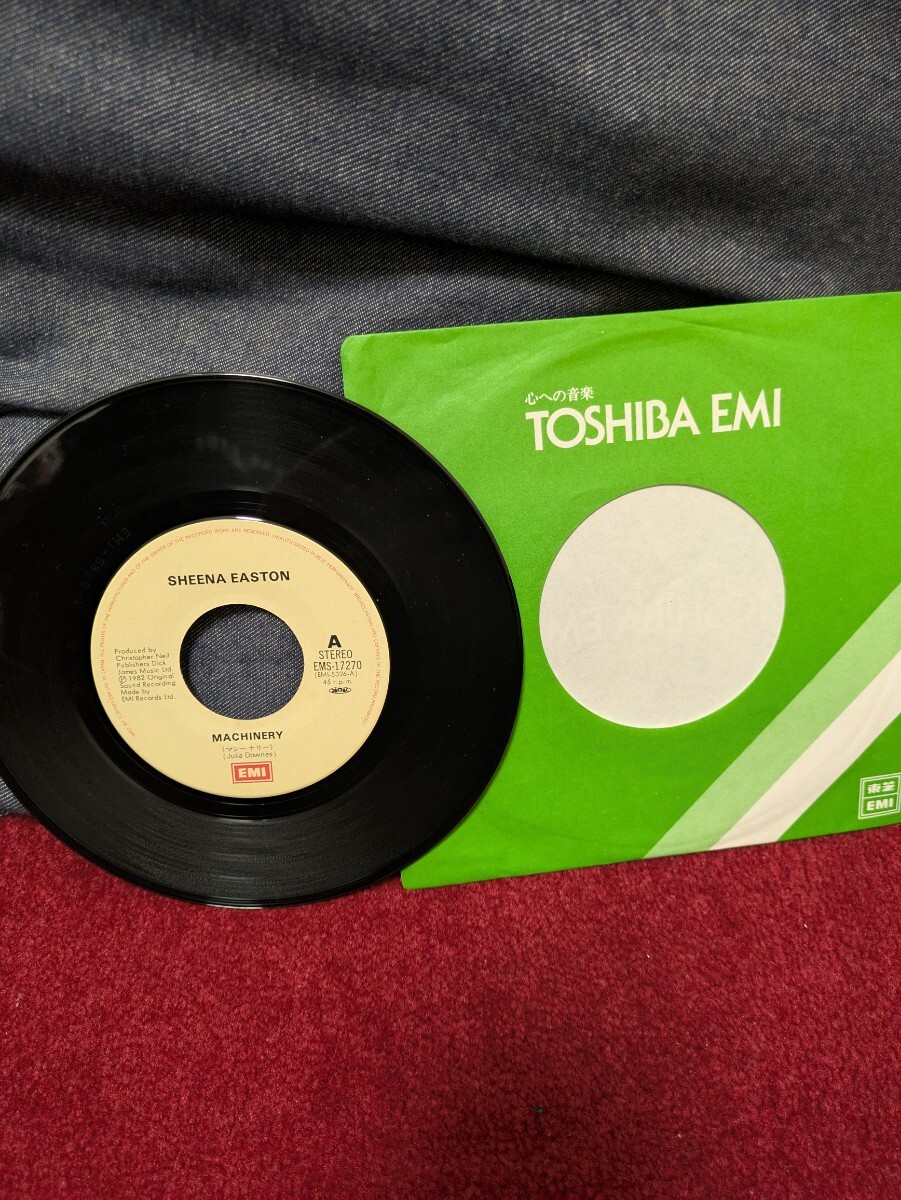 心への音楽
TOSHIBA EMI
東芝
EMI
SHEENA EASTON
Produced by
Christopher Neil
Publishers Dick
James Music Ltd.
Ⓟ1982 Original
Sound Recording
Made by
EMI Records Ltd.
A
STEREO
EMS-17270
(EMI-5326-A)
45 r.p.m.
MACHINERY
(マシーナリー)
(Julia Downes)
EMI